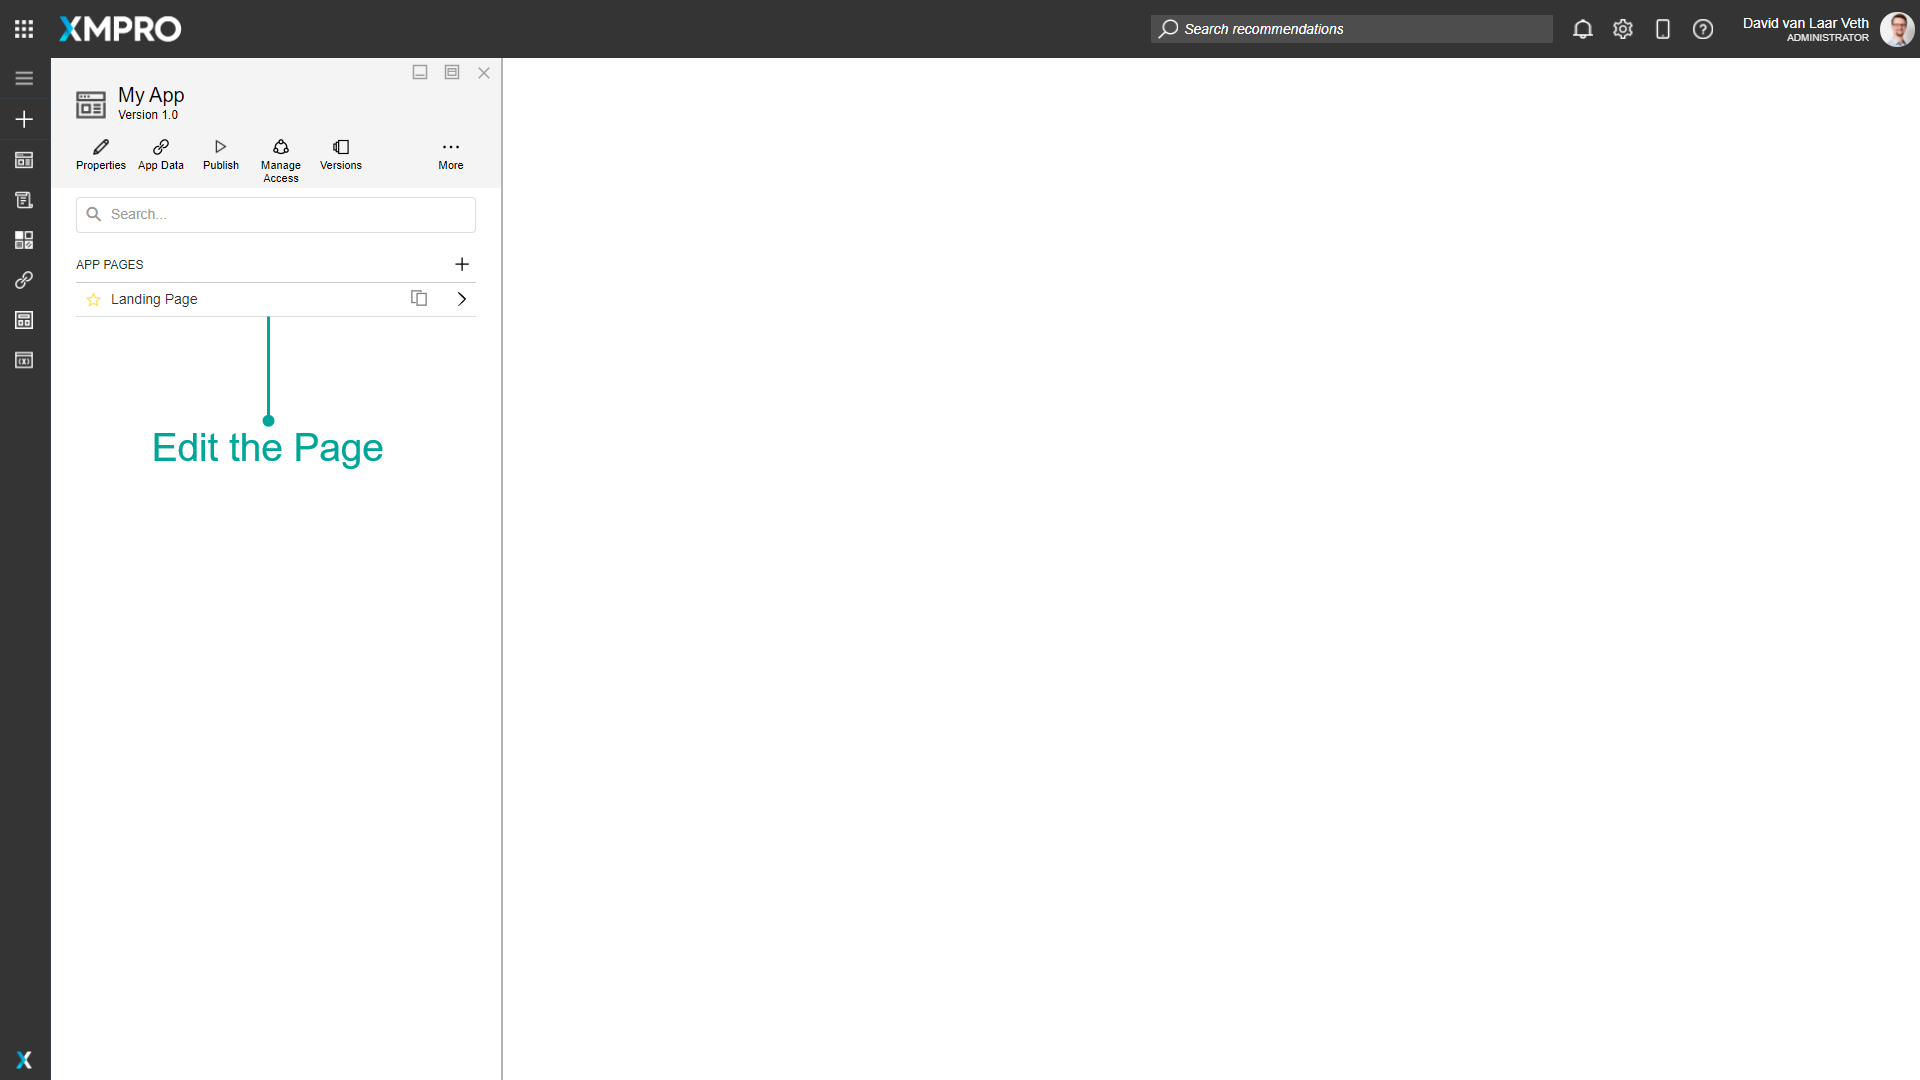 XMPRO
Search recommendations
David van Laar Veth
ADMINISTRATOR
My App
Version 1.0
Properties
App Data
Publish
Manage
Access
Versions
More
Search...
APP PAGES
Landing Page
Edit the Page